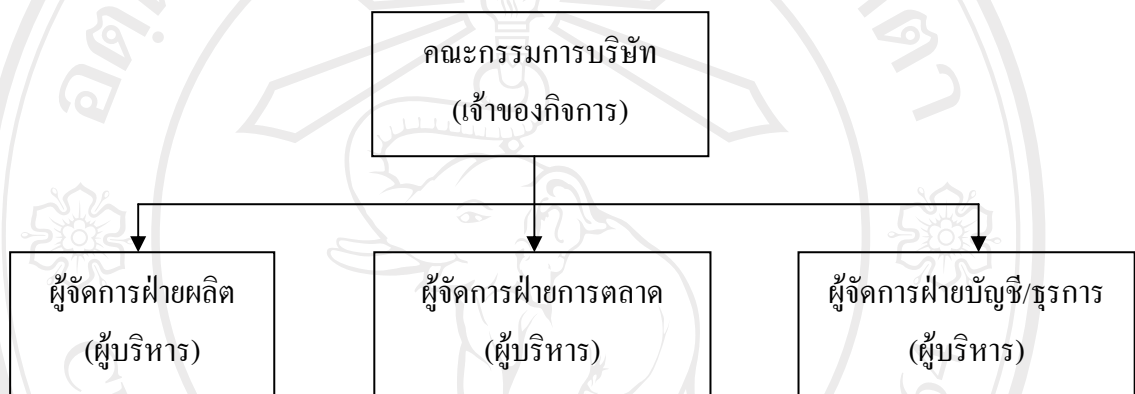 คณะกรรมการบริษัท
(เจ้าของกิจการ)
ผู้จัดการฝ่ายผลิต
(ผู้บริหาร)
ผู้จัดการฝ่ายการตลาด
(ผู้บริหาร)
ผู้จัดการฝ่ายบัญชี/ธุรการ
(ผู้บริหาร)